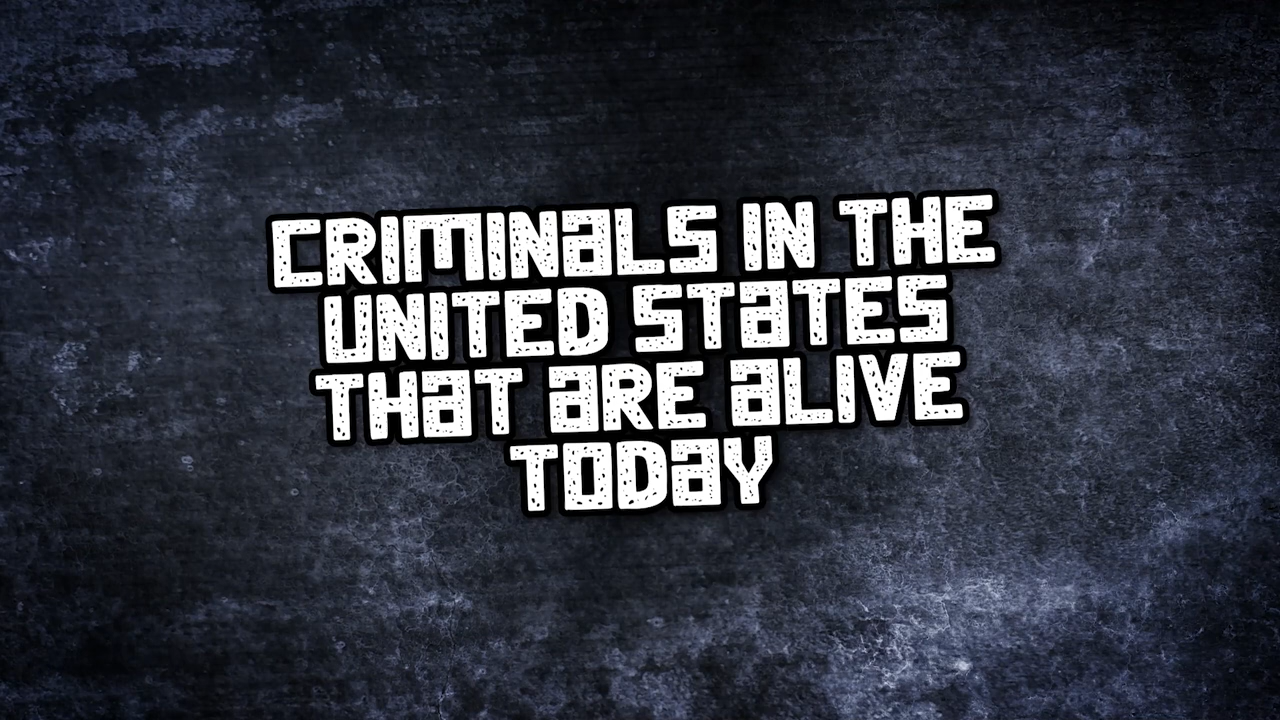 CRIMINALS IN THE
UNITED STATES
THAT ARE ALIVE
TODAY